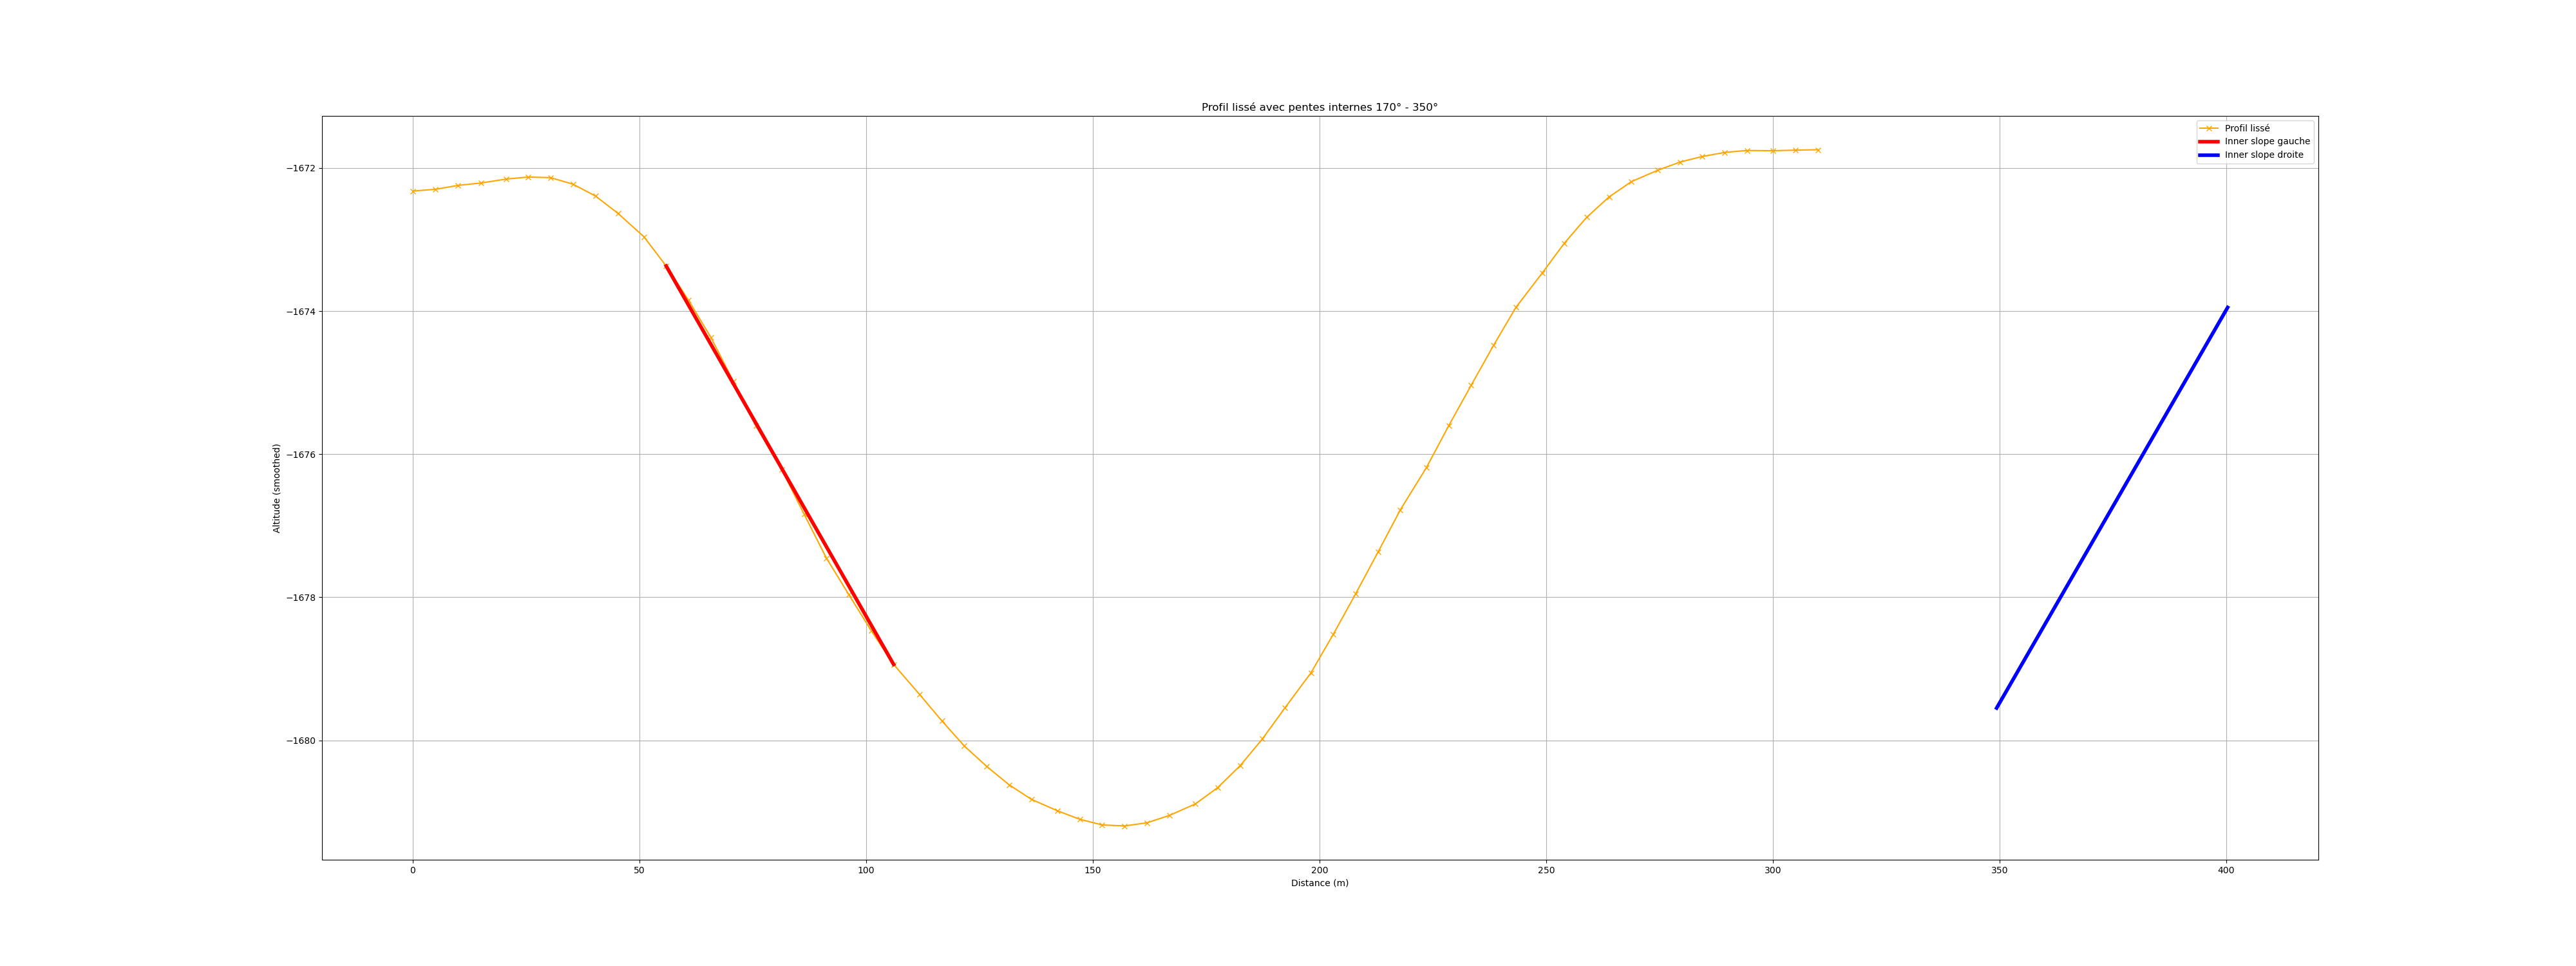 Profil lissé avec pentes internes 170° - 350°
Profil lissé
Inner slope gauche
Inner slope droite
Altitude (smoothed)
−1672
−1674
−1676
−1678
−1680
0 50 100 150 200 250 300 350 400
Distance (m)